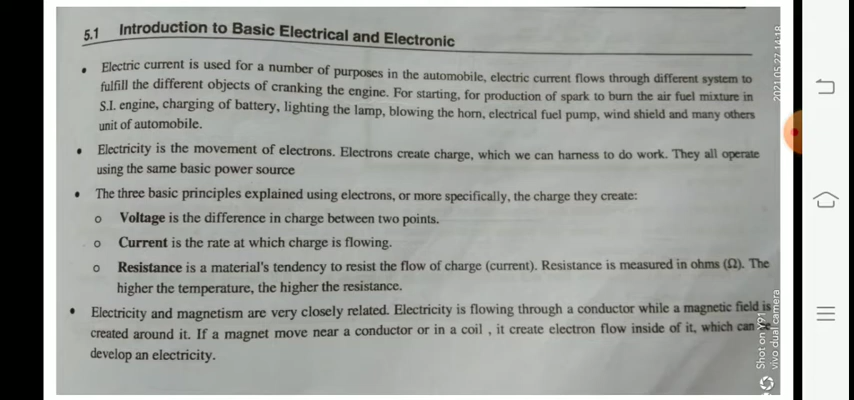 5.1 Introduction to Basic Electrical and Electronic
• Electric current is used for a number of purposes in the automobile, electric current flows through different system to
fulfill the different objects of cranking the engine. For starting, for production of spark to burn the air fuel mixture in
S.I. engine, charging of battery, lighting the lamp, blowing the horn, electrical fuel pump, wind shield and many others
unit of automobile.
• Electricity is the movement of electrons. Electrons create charge, which we can harness to do work. They all operate
using the same basic power source
• The three basic principles explained using electrons, or more specifically, the charge they create:
o Voltage is the difference in charge between two points.
o Current is the rate at which charge is flowing.
o Resistance is a material's tendency to resist the flow of charge (current). Resistance is measured in ohms (Ω). The
higher the temperature, the higher the resistance.
• Electricity and magnetism are very closely related. Electricity is flowing through a conductor while a magnetic field is
created around it. If a magnet move near a conductor or in a coil , it create electron flow inside of it, which can
develop an electricity.
2021.05.27 14:18
Shot on Y91
vivo dual camera